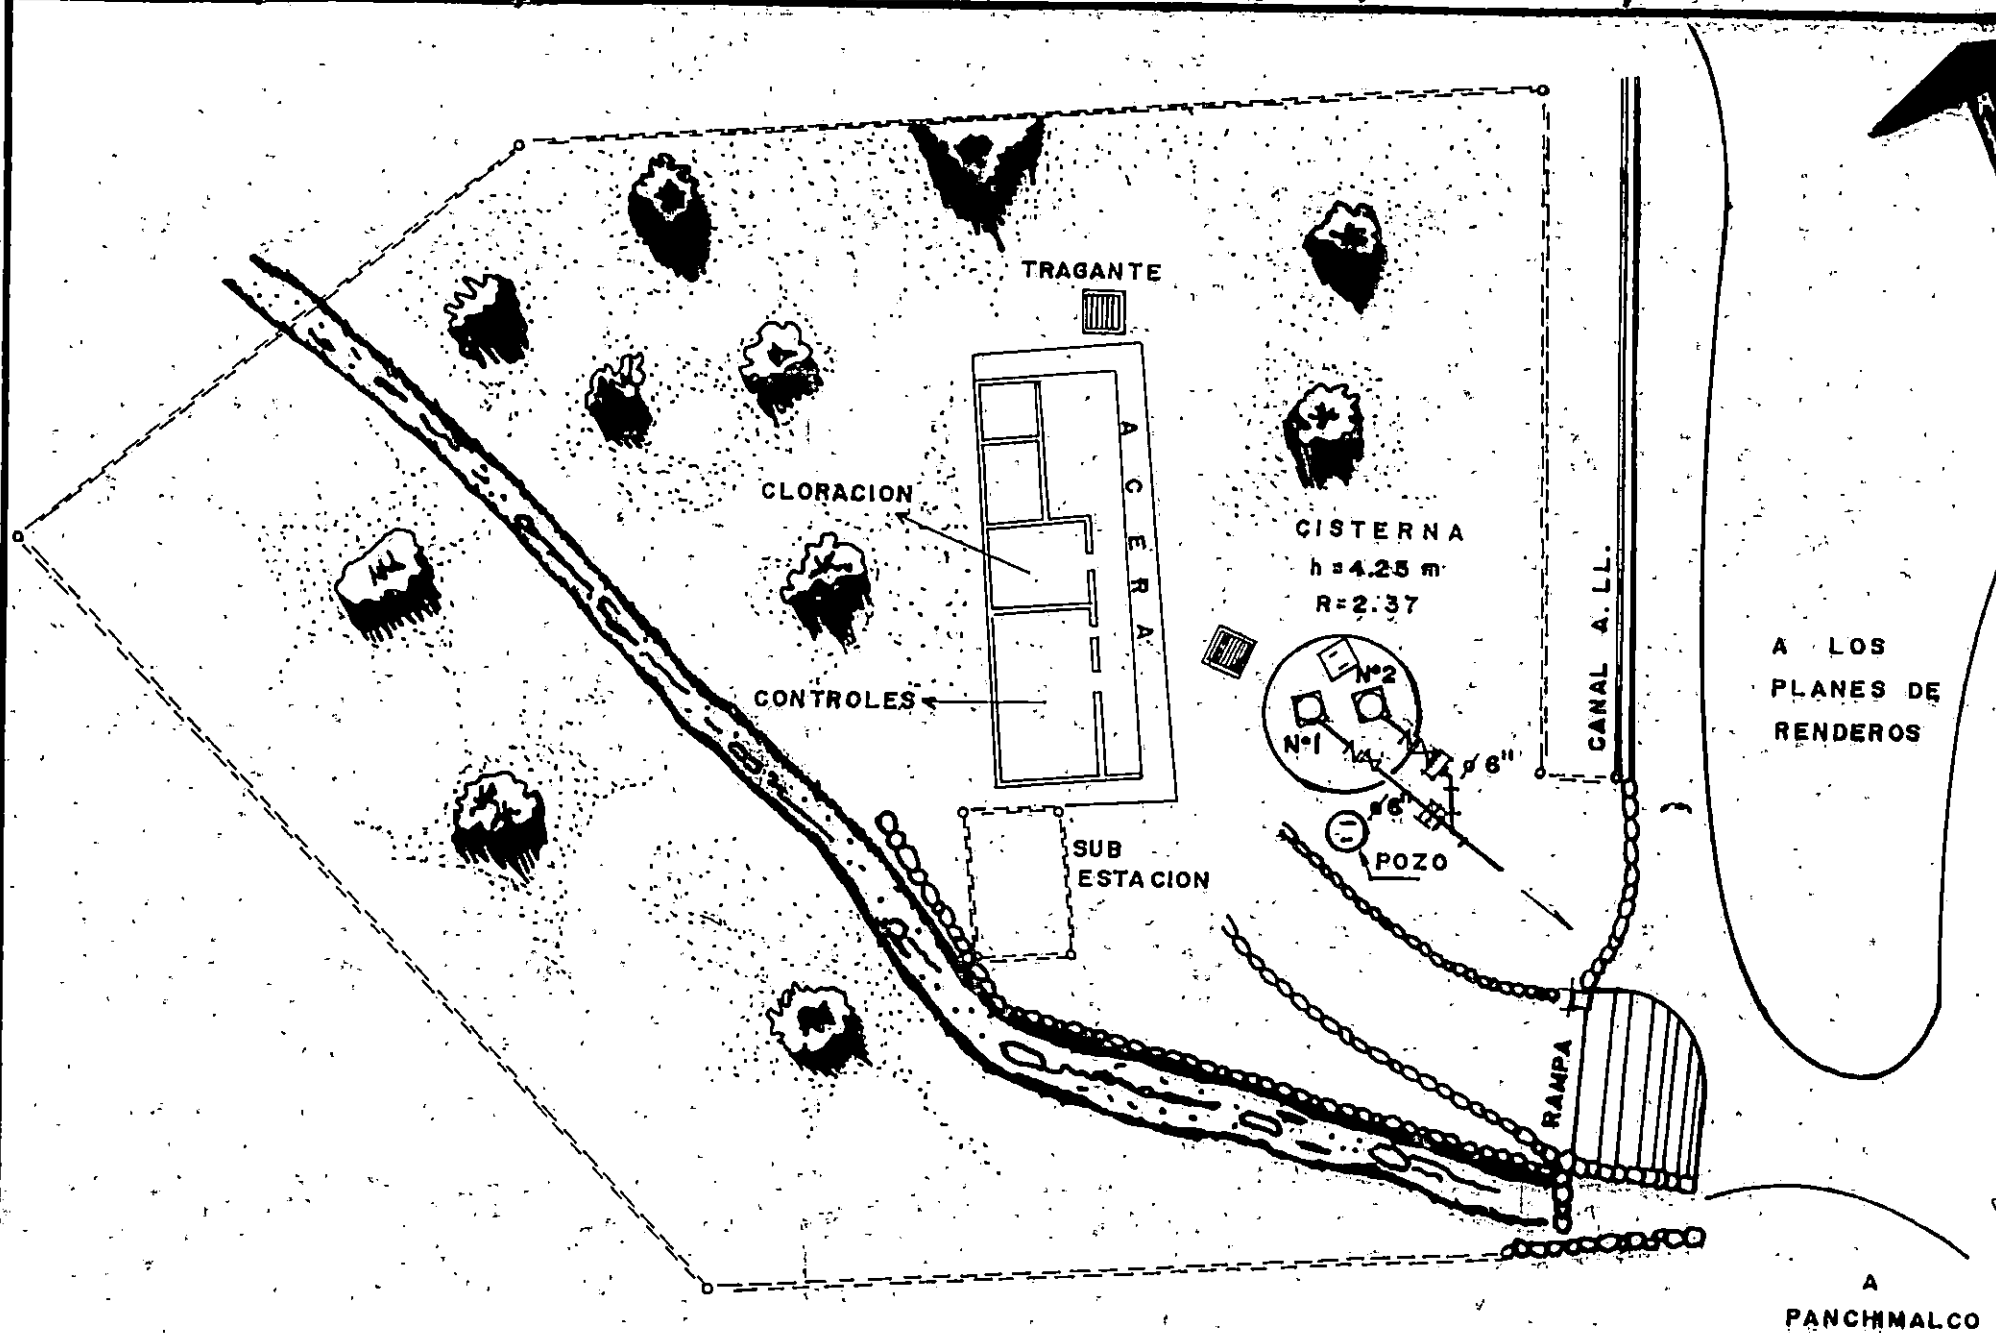 TRAGANTE
ACERA
CLORACION
CISTERNA
h=4.25 m
R=2.37
CANAL A. LL.
A LOS
PLANES DE
RENDEROS
CONTROLES
N°2
N°1
ø 6"
ø6"
POZO
SUB
ESTACION
RAMPA
A
PANCHIMALCO